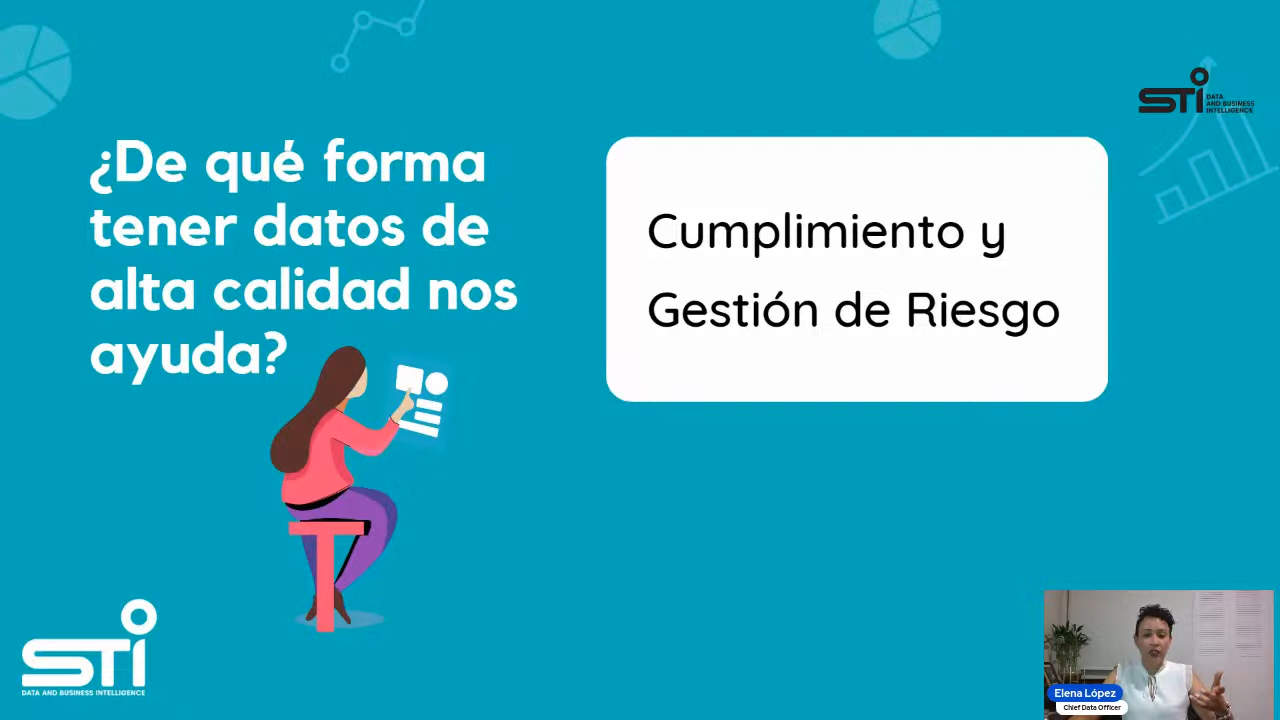 STi DATA
AND BUSINESS
INTELLIGENCE
¿De qué forma
tener datos de
alta calidad nos
ayuda?
Cumplimiento y
Gestión de Riesgo
STi
DATA AND BUSINESS INTELLIGENCE
Elena López
Chief Data Officer